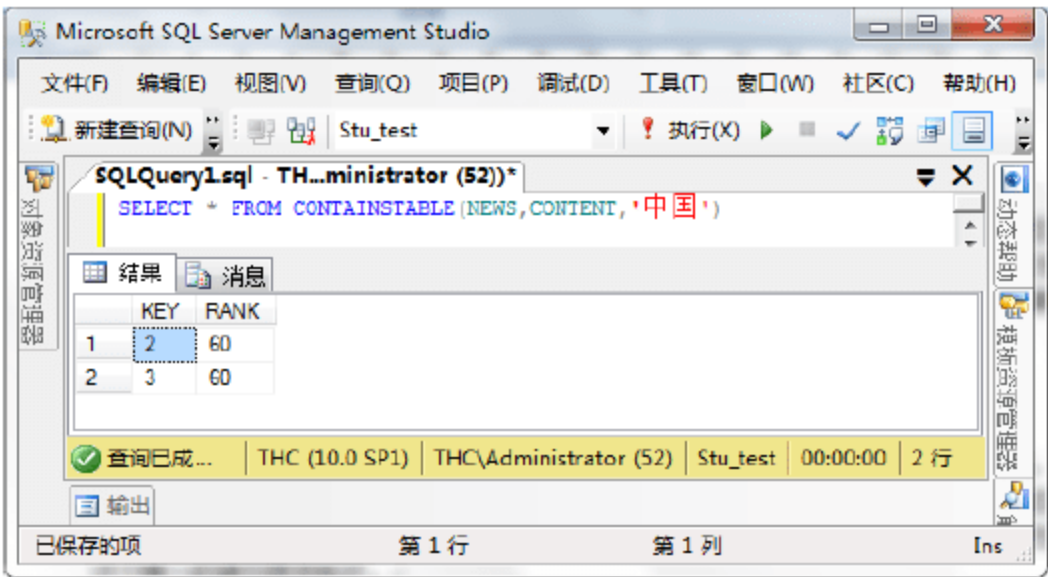 Microsoft SQL Server Management Studio
文件(F) 编辑(E) 视图(V) 查询(Q) 项目(P) 调试(D) 工具(T) 窗口(W) 社区(C) 帮助(H)
新建查询(N) Stu_test 执行(X)
SQLQuery1.sql - TH...ministrator (52))*
SELECT * FROM CONTAINSTABLE(NEWS,CONTENT,'中国')
对象资源管理器
结果 消息
KEY RANK
1 2 60
2 3 60
查询已成... THC (10.0 SP1) THC\Administrator (52) Stu_test 00:00:00 2 行
动态帮助
模板资源管理器
输出
已保存的项 第 1 行 第 1 列 Ins